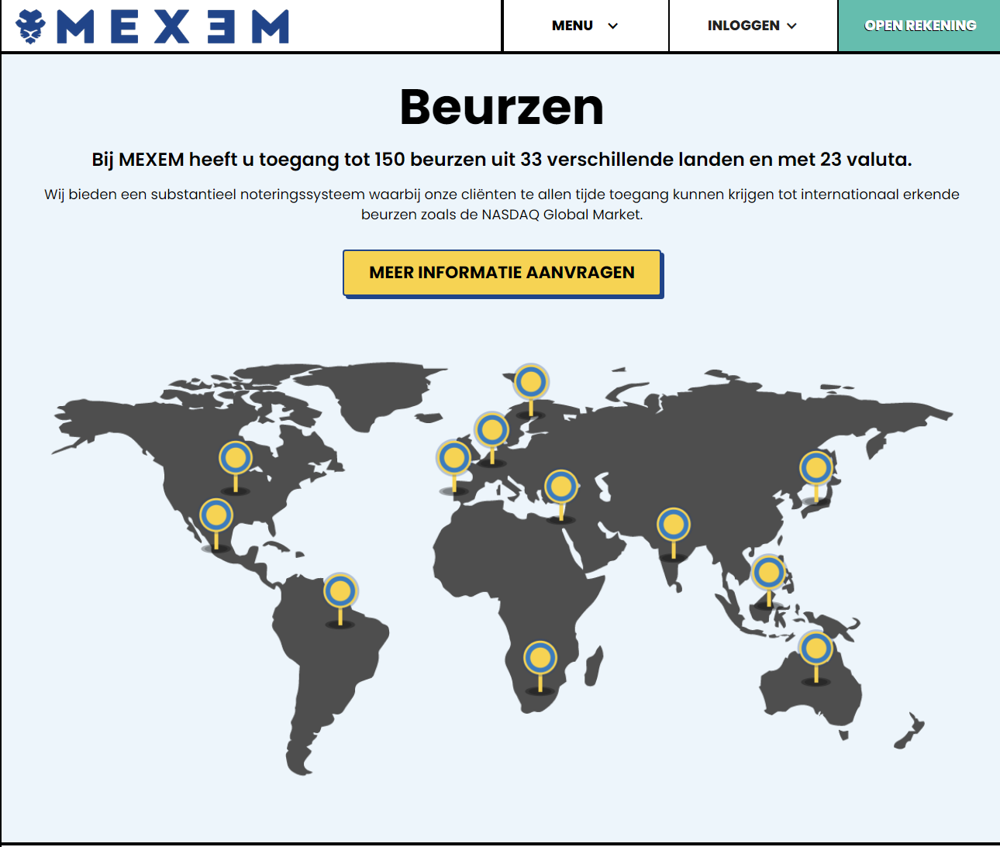 MEXEM
MENU
INLOGGEN
OPEN REKENING
Beurzen
Bij MEXEM heeft u toegang tot 150 beurzen uit 33 verschillende landen en met 23 valuta.
Wij bieden een substantieel noteringssysteem waarbij onze cliënten te allen tijde toegang kunnen krijgen tot internationaal erkende
beurzen zoals de NASDAQ Global Market.
MEER INFORMATIE AANVRAGEN